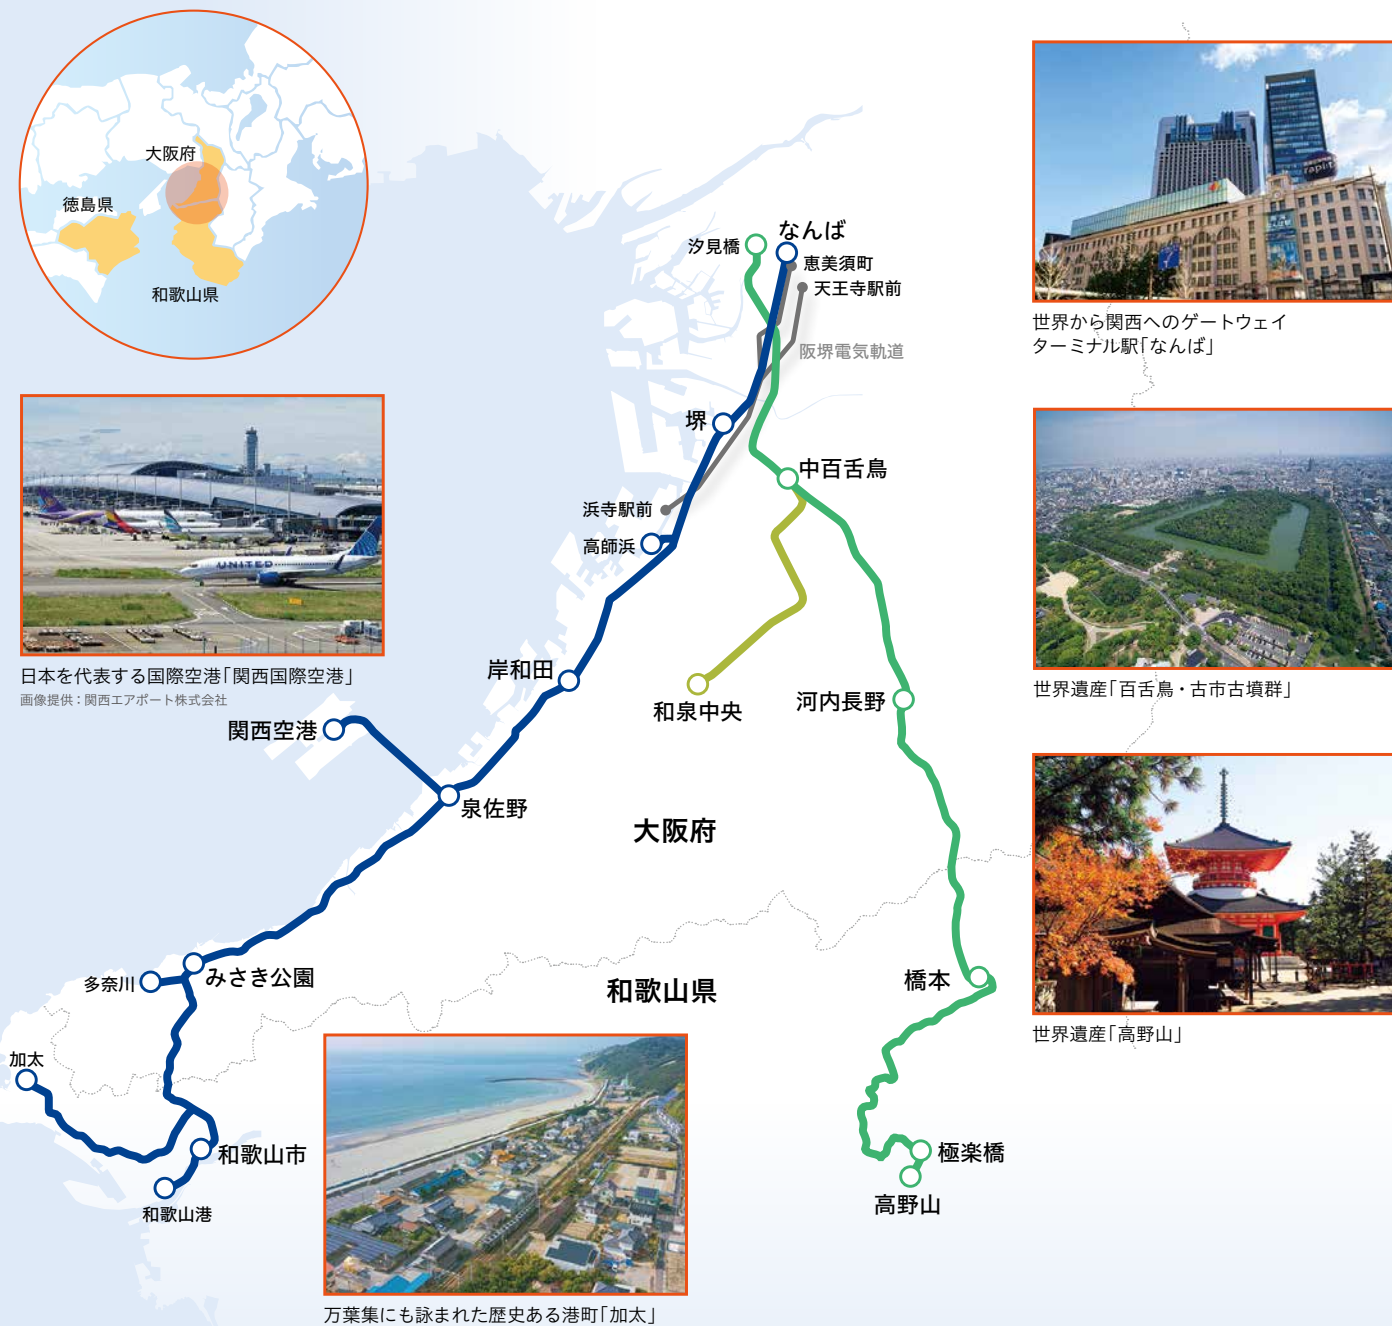 大阪府
徳島県
和歌山県
汐見橋
なんば
恵美須町
天王寺駅前
阪堺電気軌道
堺
中百舌鳥
浜寺駅前
高師浜
岸和田
和泉中央
河内長野
関西空港
泉佐野
大阪府
みさき公園
多奈川
和歌山県
橋本
加太
和歌山市
和歌山港
極楽橋
高野山
rapi:t
世界から関西へのゲートウェイ
ターミナル駅「なんば」
UNITED
日本を代表する国際空港「関西国際空港」
画像提供：関西エアポート株式会社
世界遺産「百舌鳥・古市古墳群」
世界遺産「高野山」
万葉集にも詠まれた歴史ある港町「加太」